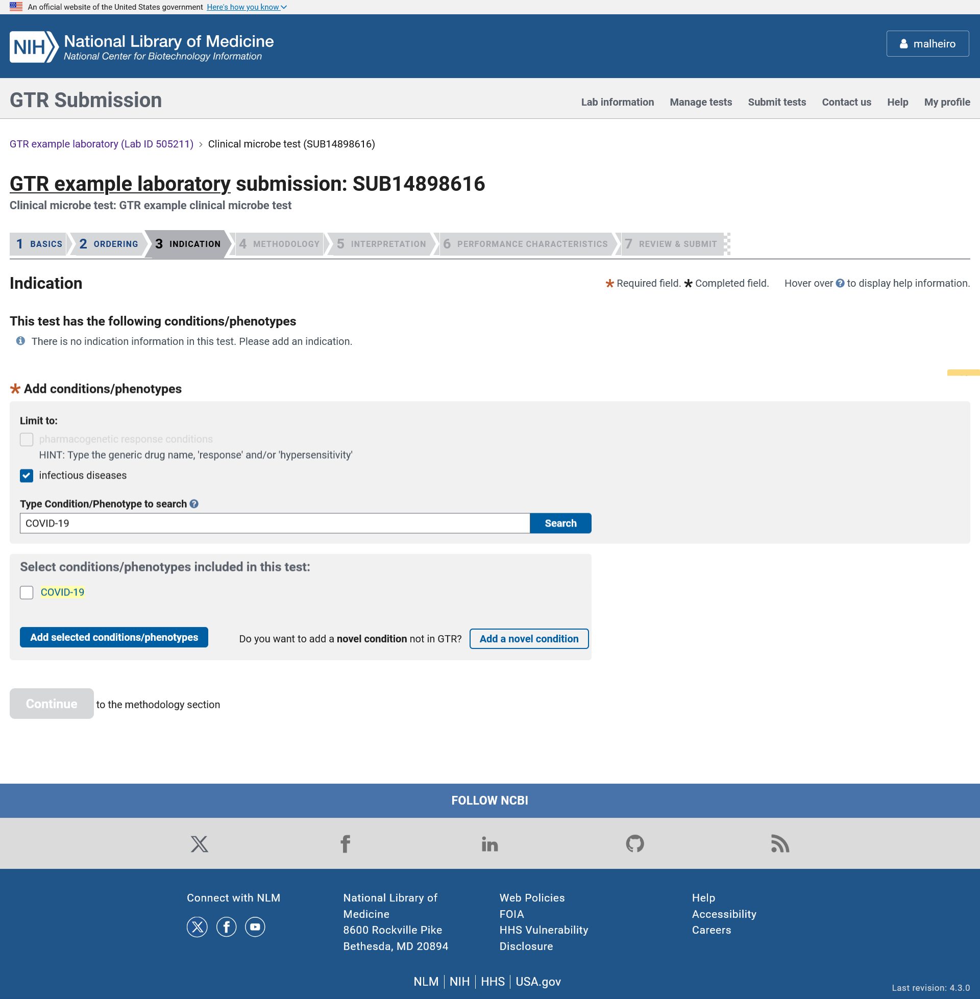 An official website of the United States government Here's how you know
NIH National Library of Medicine
National Center for Biotechnology Information
malheiro
GTR Submission
Lab information Manage tests Submit tests Contact us Help My profile
GTR example laboratory (Lab ID 505211) › Clinical microbe test (SUB14898616)
GTR example laboratory submission: SUB14898616
Clinical microbe test: GTR example clinical microbe test
1 BASICS 2 ORDERING 3 INDICATION 4 METHODOLOGY 5 INTERPRETATION 6 PERFORMANCE CHARACTERISTICS 7 REVIEW & SUBMIT
Indication
* Required field. * Completed field. Hover over ? to display help information.
This test has the following conditions/phenotypes
There is no indication information in this test. Please add an indication.
* Add conditions/phenotypes
Limit to:
pharmacogenetic response conditions
HINT: Type the generic drug name, 'response' and/or 'hypersensitivity'
infectious diseases
Type Condition/Phenotype to search ?
COVID-19
Search
Select conditions/phenotypes included in this test:
COVID-19
Add selected conditions/phenotypes
Do you want to add a novel condition not in GTR?
Add a novel condition
Continue to the methodology section
FOLLOW NCBI
Connect with NLM
National Library of
Medicine
8600 Rockville Pike
Bethesda, MD 20894
Web Policies
FOIA
HHS Vulnerability
Disclosure
Help
Accessibility
Careers
NLM | NIH | HHS | USA.gov
Last revision: 4.3.0